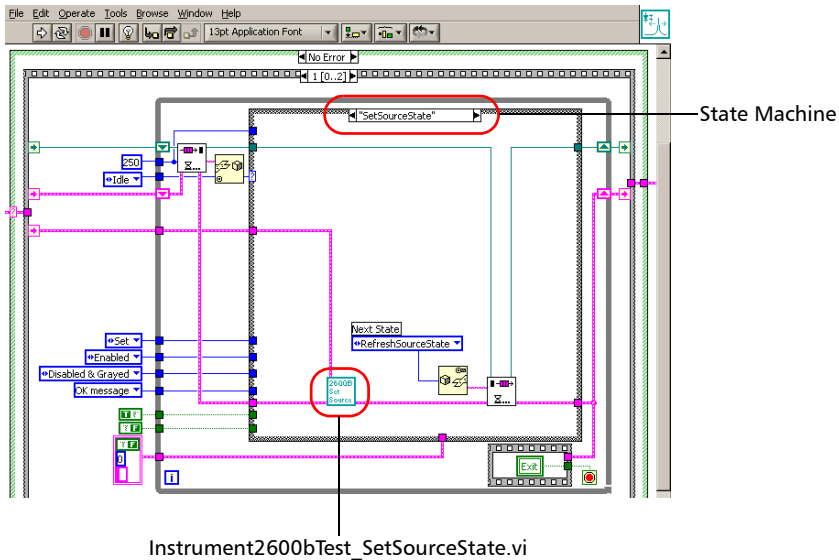 File Edit Operate Tools Browse Window Help
13pt Application Font
No Error
1 [0..2]
"SetSourceState"
State Machine
250
Idle
Next State
RefreshSourceState
Set
Enabled
Disabled & Grayed
OK message
2600B
Set
Source
T
F
F
0
i
Exit
Instrument2600bTest_SetSourceState.vi